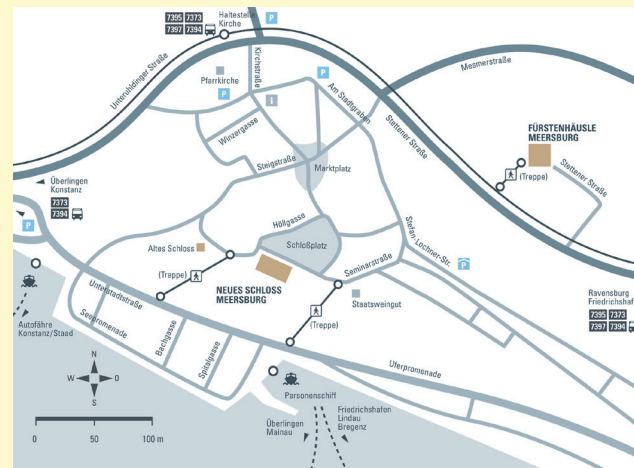 7395 7373
7397 7394
Haltestelle
Kirche
P
Unteruhldinger Straße
Kirchstraße
Pfarrkirche
P
P
i
Am Stadtgraben
Mesmerstraße
Winzergasse
Stettener Straße
FÜRSTENHÄUSLE
MEERSBURG
Steigstraße
Marktplatz
(Treppe)
Stettener Straße
Überlingen
Konstanz
7373
7394
P
Höllgasse
Stefan-Lochner-Str.
Altes Schloss
Schloßplatz
P
(Treppe)
Seminarstraße
NEUES SCHLOSS
MEERSBURG
Staatsweingut
Unterstadtstraße
Seepromenade
(Treppe)
Ravensburg
Friedrichshaf
7395 7373
7397 7394
Autofähre
Konstanz/Staad
Bachgasse
Spitalgasse
Uferpromenade
N
W O
S
Personenschiff
Überlingen
Mainau
Friedrichshafen
Lindau
Bregenz
0 50 100 m